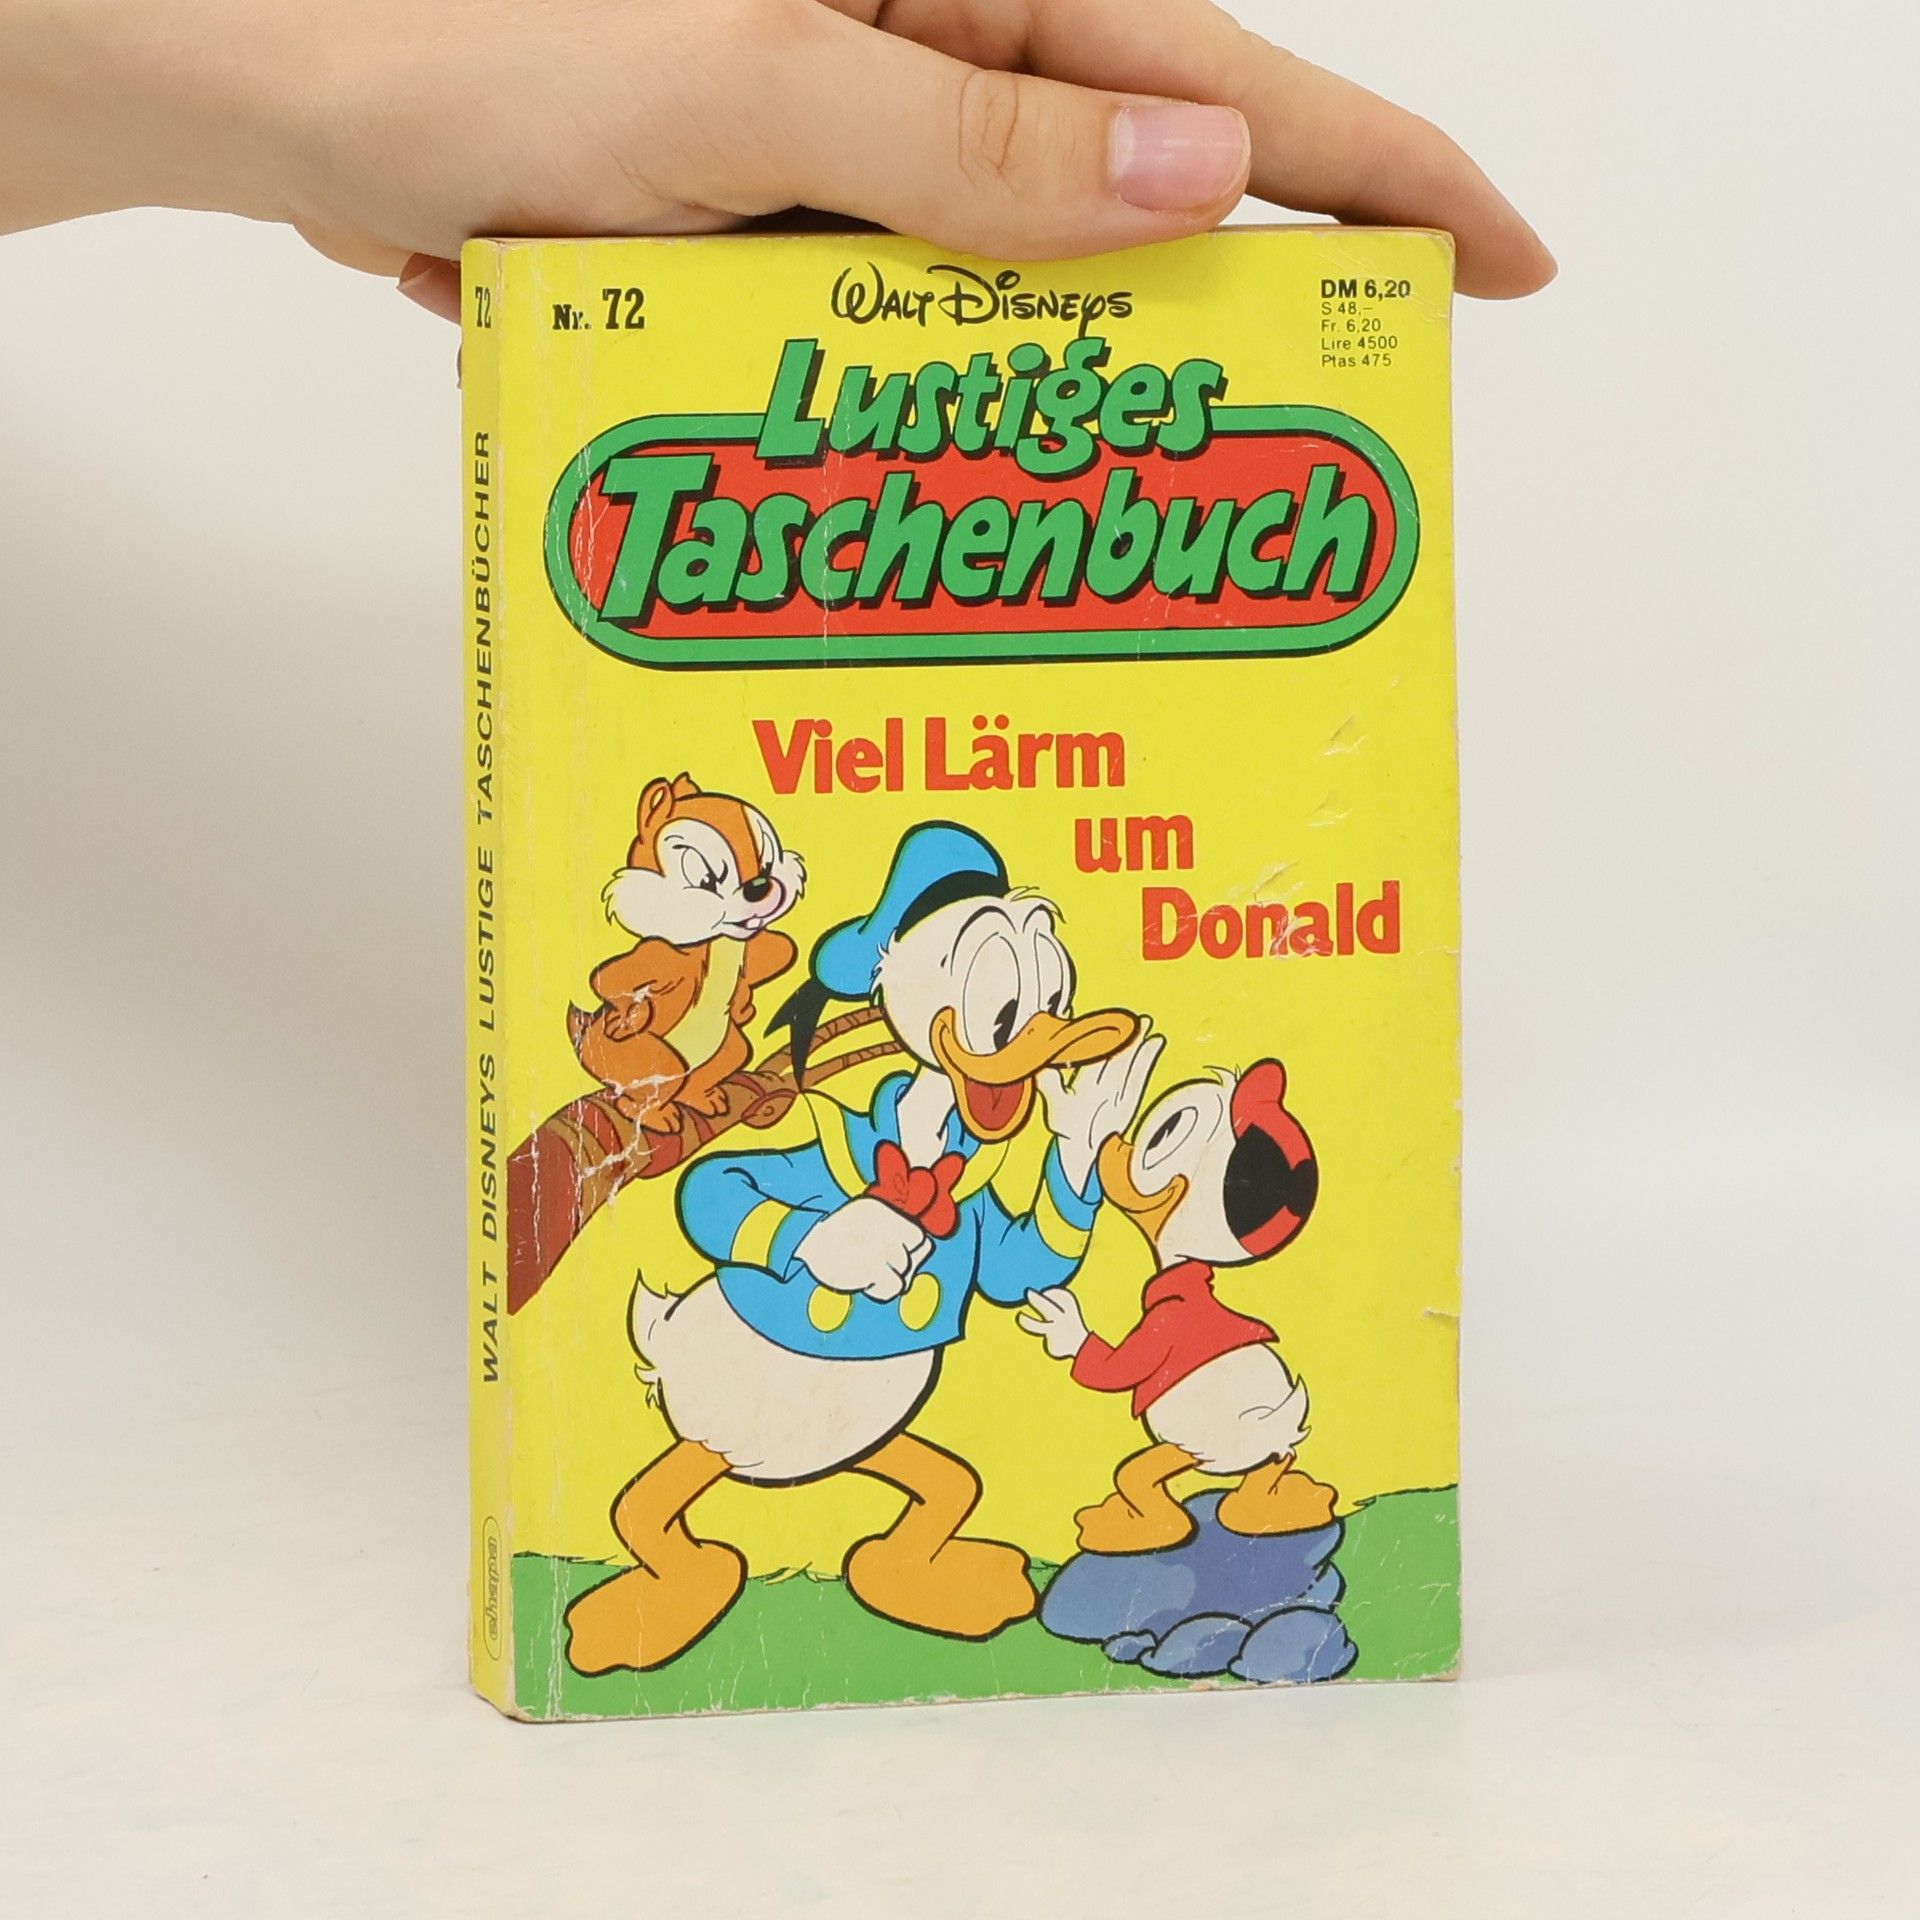 72
WALT DISNEYS LUSTIGE TASCHENBÜCHER
ehapa
Nr. 72
WALT DISNEYS
DM 6,20
S 48,–
Fr. 6,20
Lire 4500
Ptas 475
Lustiges
Taschenbuch
Viel Lärm
um
Donald